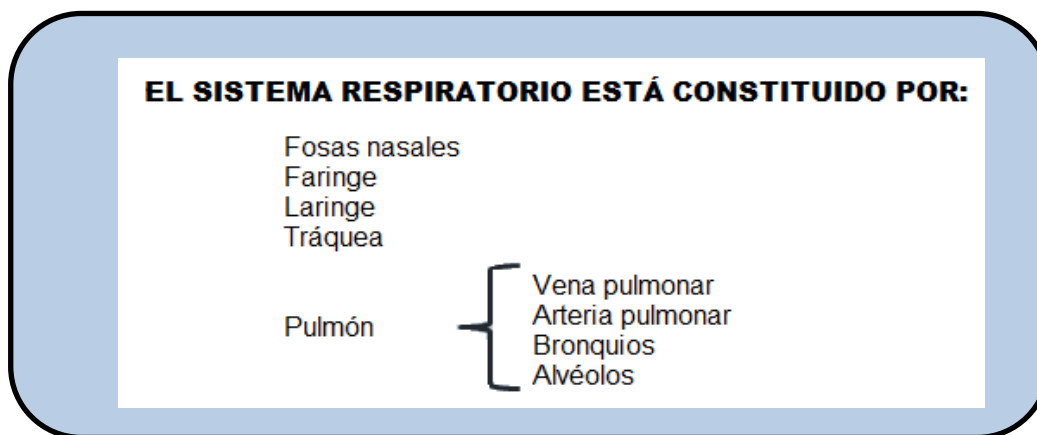 EL SISTEMA RESPIRATORIO ESTÁ CONSTITUIDO POR:
Fosas nasales
Faringe
Laringe
Tráquea
Pulmón
Vena pulmonar
Arteria pulmonar
Bronquios
Alvéolos